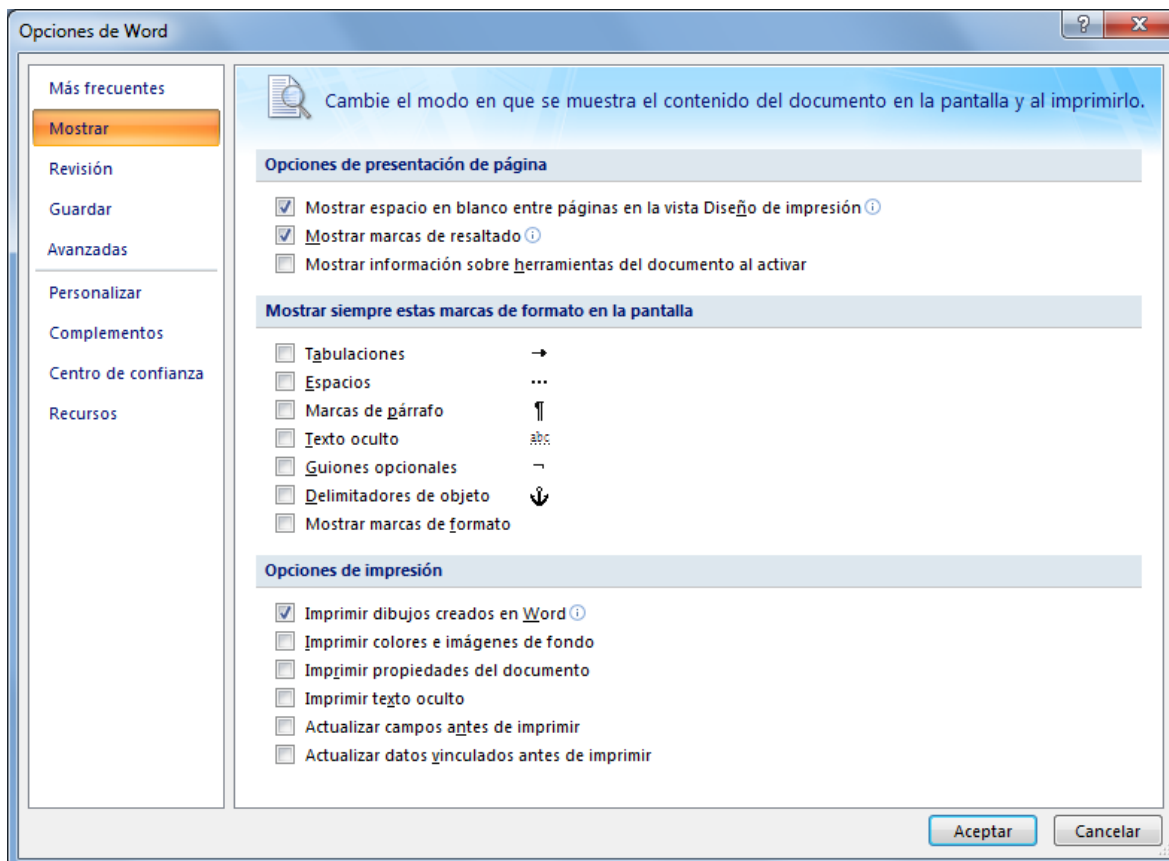 Opciones de Word
Más frecuentes
Mostrar
Revisión
Guardar
Avanzadas
Personalizar
Complementos
Centro de confianza
Recursos
Cambie el modo en que se muestra el contenido del documento en la pantalla y al imprimirlo.
Opciones de presentación de página
Mostrar espacio en blanco entre páginas en la vista Diseño de impresión
Mostrar marcas de resaltado
Mostrar información sobre herramientas del documento al activar
Mostrar siempre estas marcas de formato en la pantalla
Tabulaciones →
Espacios ...
Marcas de párrafo ¶
Texto oculto abc
Guiones opcionales ¬
Delimitadores de objeto
Mostrar marcas de formato
Opciones de impresión
Imprimir dibujos creados en Word
Imprimir colores e imágenes de fondo
Imprimir propiedades del documento
Imprimir texto oculto
Actualizar campos antes de imprimir
Actualizar datos vinculados antes de imprimir
Aceptar Cancelar